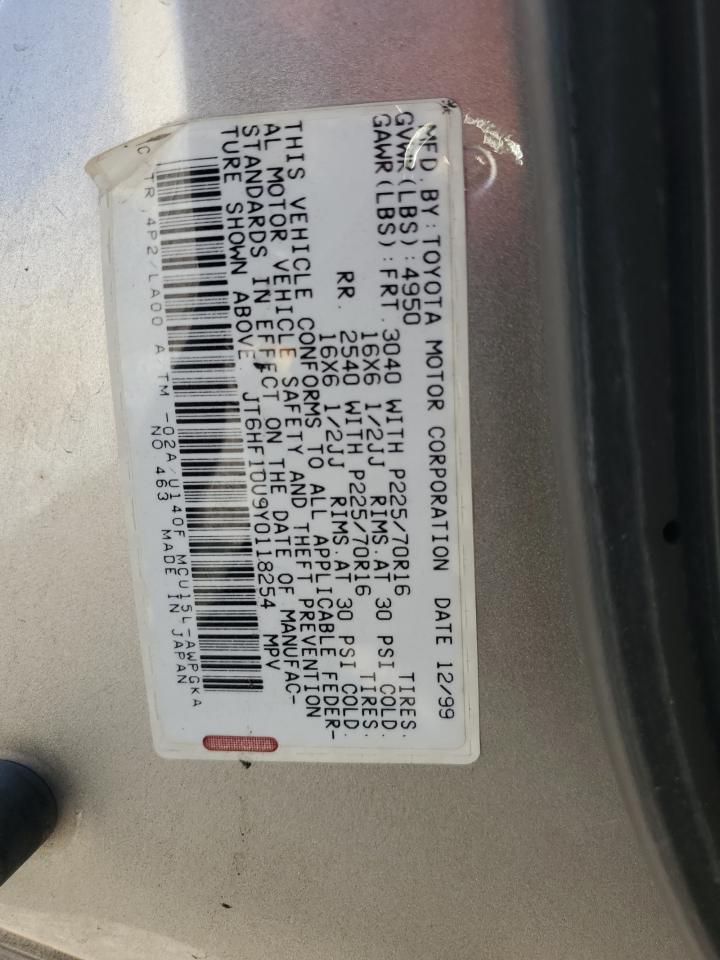 MFD. BY: TOYOTA MOTOR CORPORATION DATE 12/99
GVWR(LBS): 4950
GAWR(LBS): FRT. 3040 WITH P225/70R16 TIRES.
16X6 1/2JJ RIMS.AT 30 PSI COLD.
RR. 2540 WITH P225/70R16 TIRES.
16X6 1/2JJ RIMS.AT 30 PSI COLD.
THIS VEHICLE CONFORMS TO ALL APPLICABLE FEDER-
AL MOTOR VEHICLE SAFETY AND THEFT PREVENTION
STANDARDS IN EFFECT ON THE DATE OF MANUFAC-
TURE SHOWN ABOVE. JT6HF10U9Y0118254 MPV
C TR 4P2/LA00 A/TM -02A/U140F MCU15L-AWPGKA
NO 463 MADE IN JAPAN